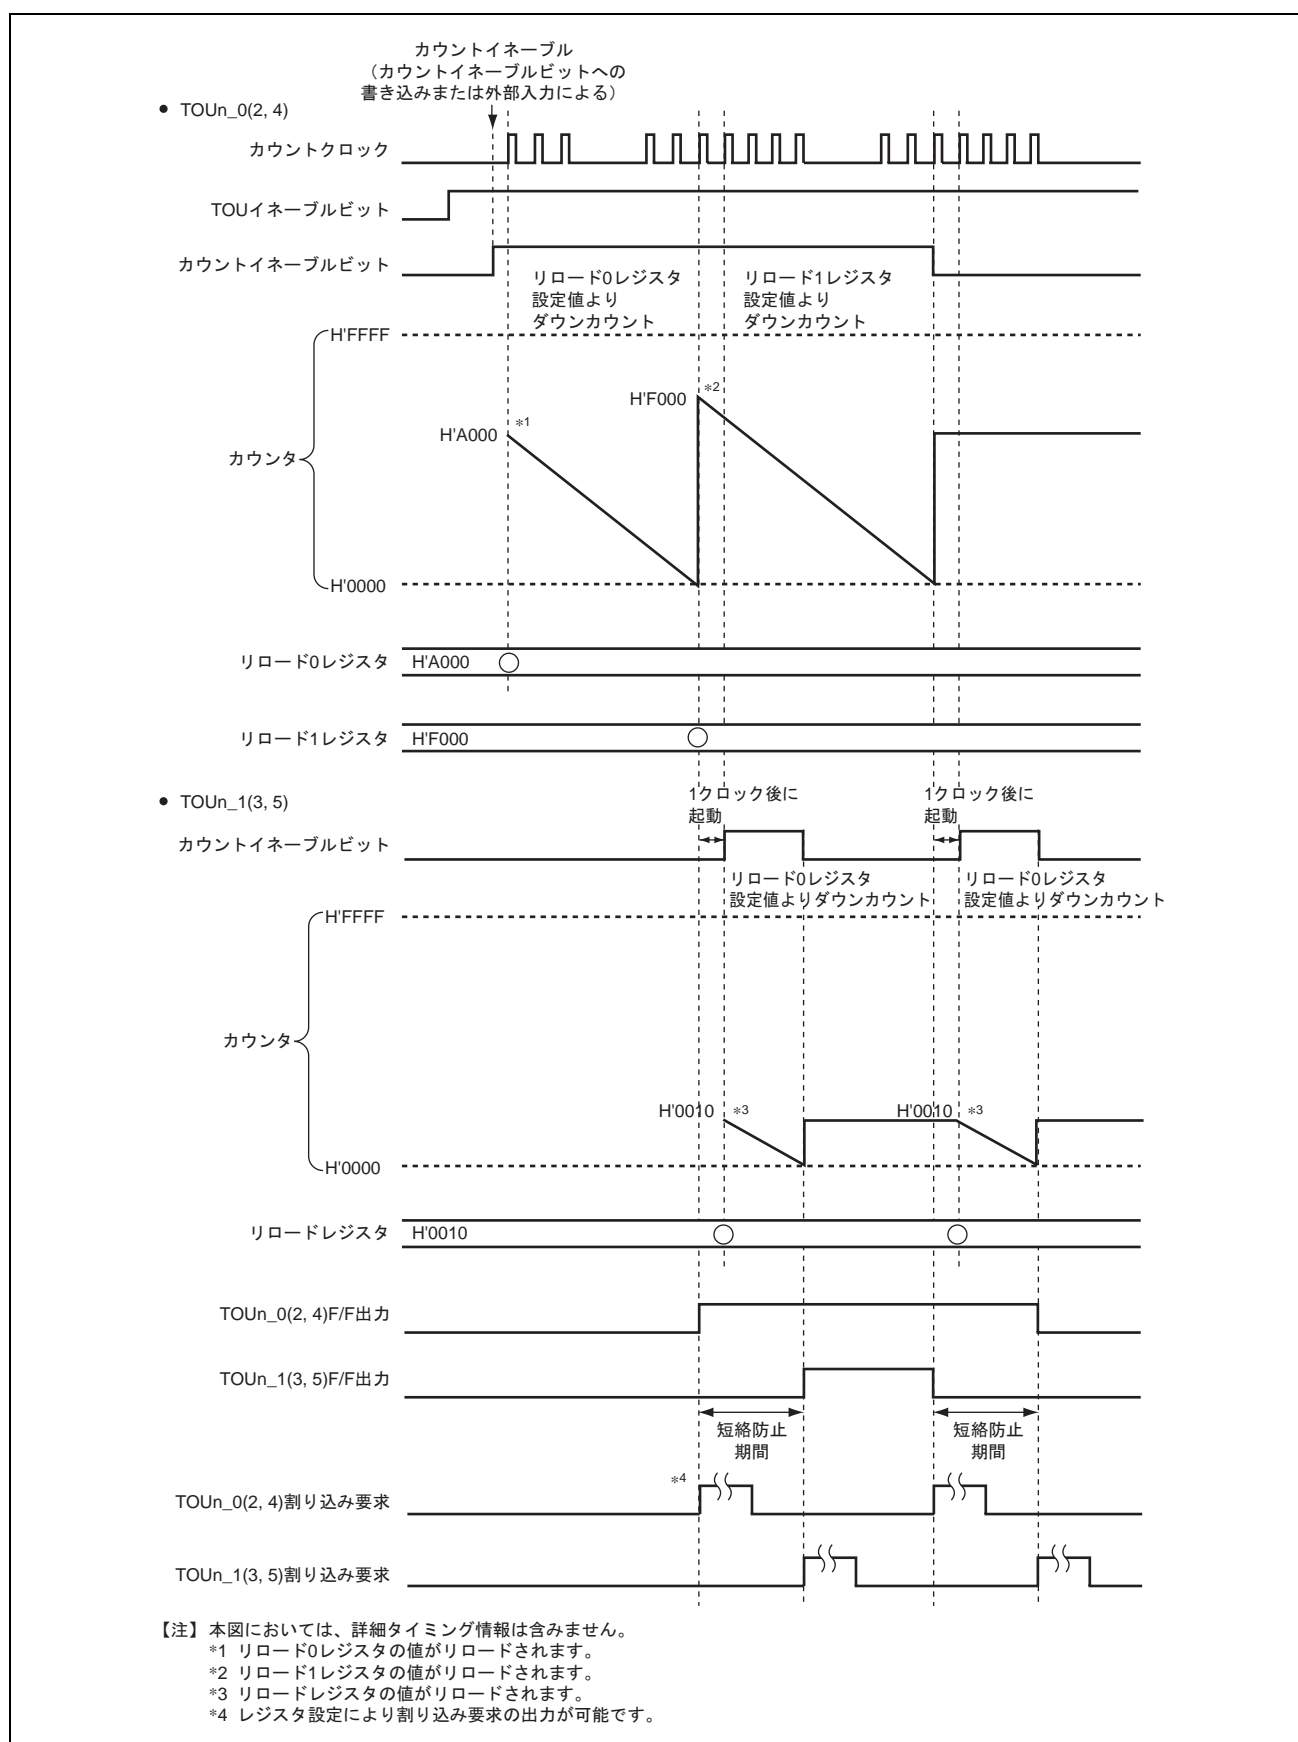 カウントイネーブル
（カウントイネーブルビットへの
書き込みまたは外部入力による）
● TOUn_0(2, 4)
カウントクロック
TOUイネーブルビット
カウントイネーブルビット
リロード0レジスタ
設定値より
ダウンカウント
リロード1レジスタ
設定値より
ダウンカウント
H'FFFF
H'F000
*2
H'A000
*1
カウンタ
H'0000
リロード0レジスタ H'A000
リロード1レジスタ H'F000
● TOUn_1(3, 5)
1クロック後に
起動
1クロック後に
起動
カウントイネーブルビット
リロード0レジスタ
設定値よりダウンカウント
リロード0レジスタ
設定値よりダウンカウント
H'FFFF
カウンタ
H'0010 *3
H'0010 *3
H'0000
リロードレジスタ H'0010
TOUn_0(2, 4)F/F出力
TOUn_1(3, 5)F/F出力
短絡防止
期間
短絡防止
期間
*4
TOUn_0(2, 4)割り込み要求
TOUn_1(3, 5)割り込み要求
【注】 本図においては、詳細タイミング情報は含みません。
*1 リロード0レジスタの値がリロードされます。
*2 リロード1レジスタの値がリロードされます。
*3 リロードレジスタの値がリロードされます。
*4 レジスタ設定により割り込み要求の出力が可能です。